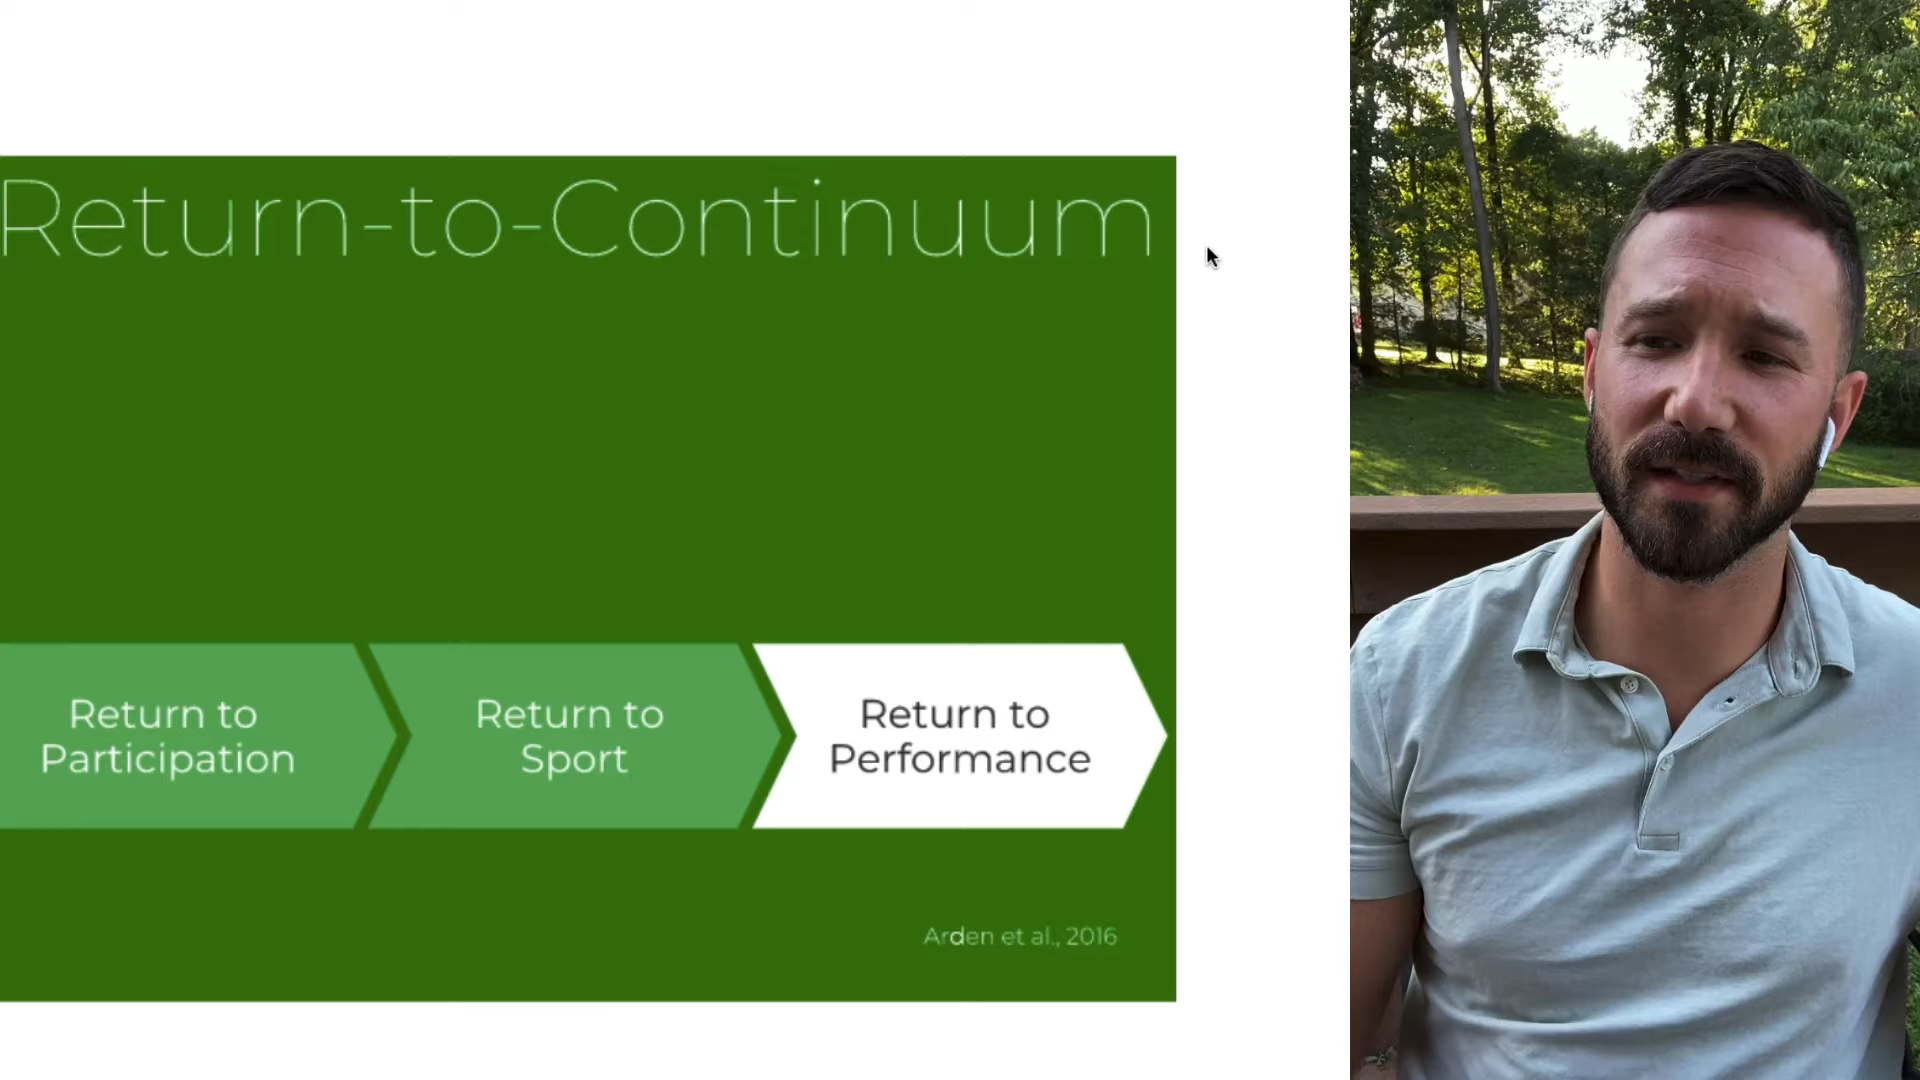 Return-to-Continuum
Return to
Participation
Return to
Sport
Return to
Performance
Arden et al., 2016